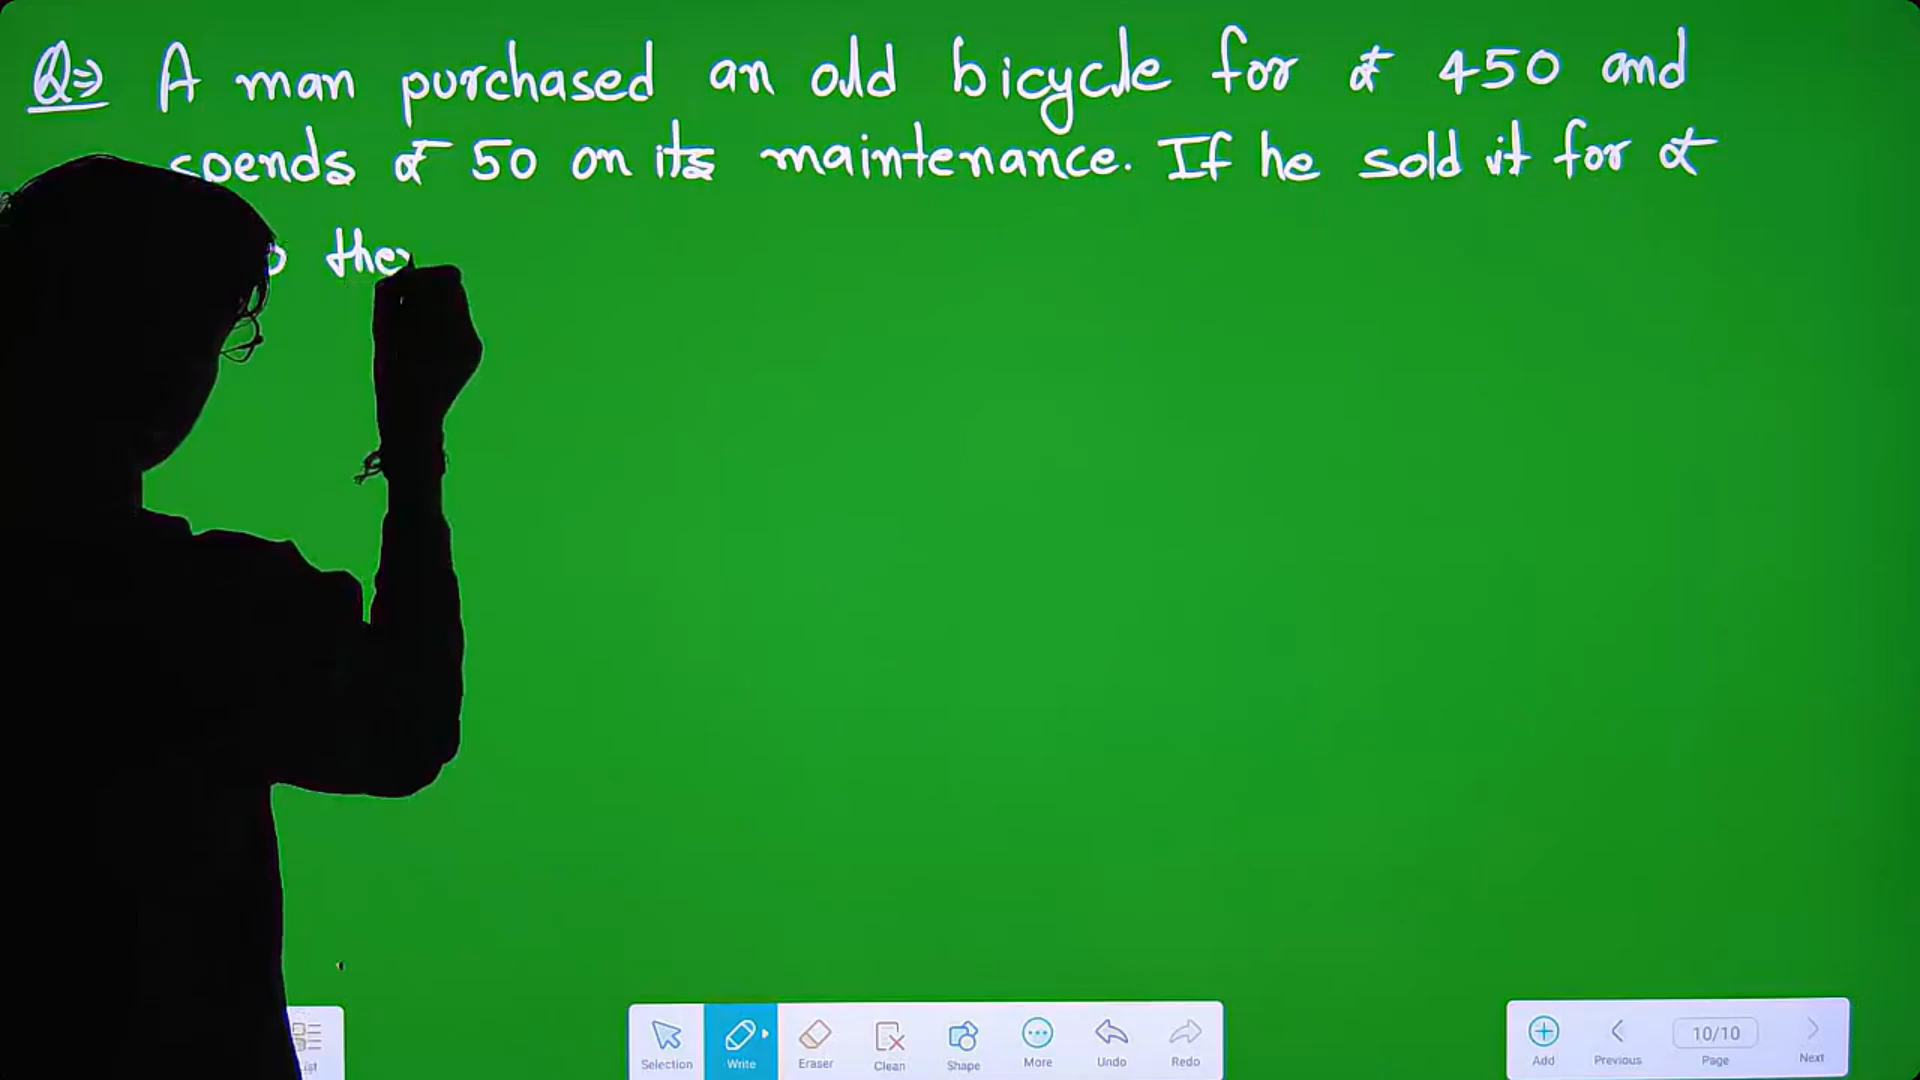 Q⇒ A man purchased an old bicycle for ₹ 450 and
spends ₹ 50 on its maintenance. If he sold it for ₹
the
Selection
Write
Eraser
Clean
Shape
More
Undo
Redo
Add
Previous
10/10
Page
Next